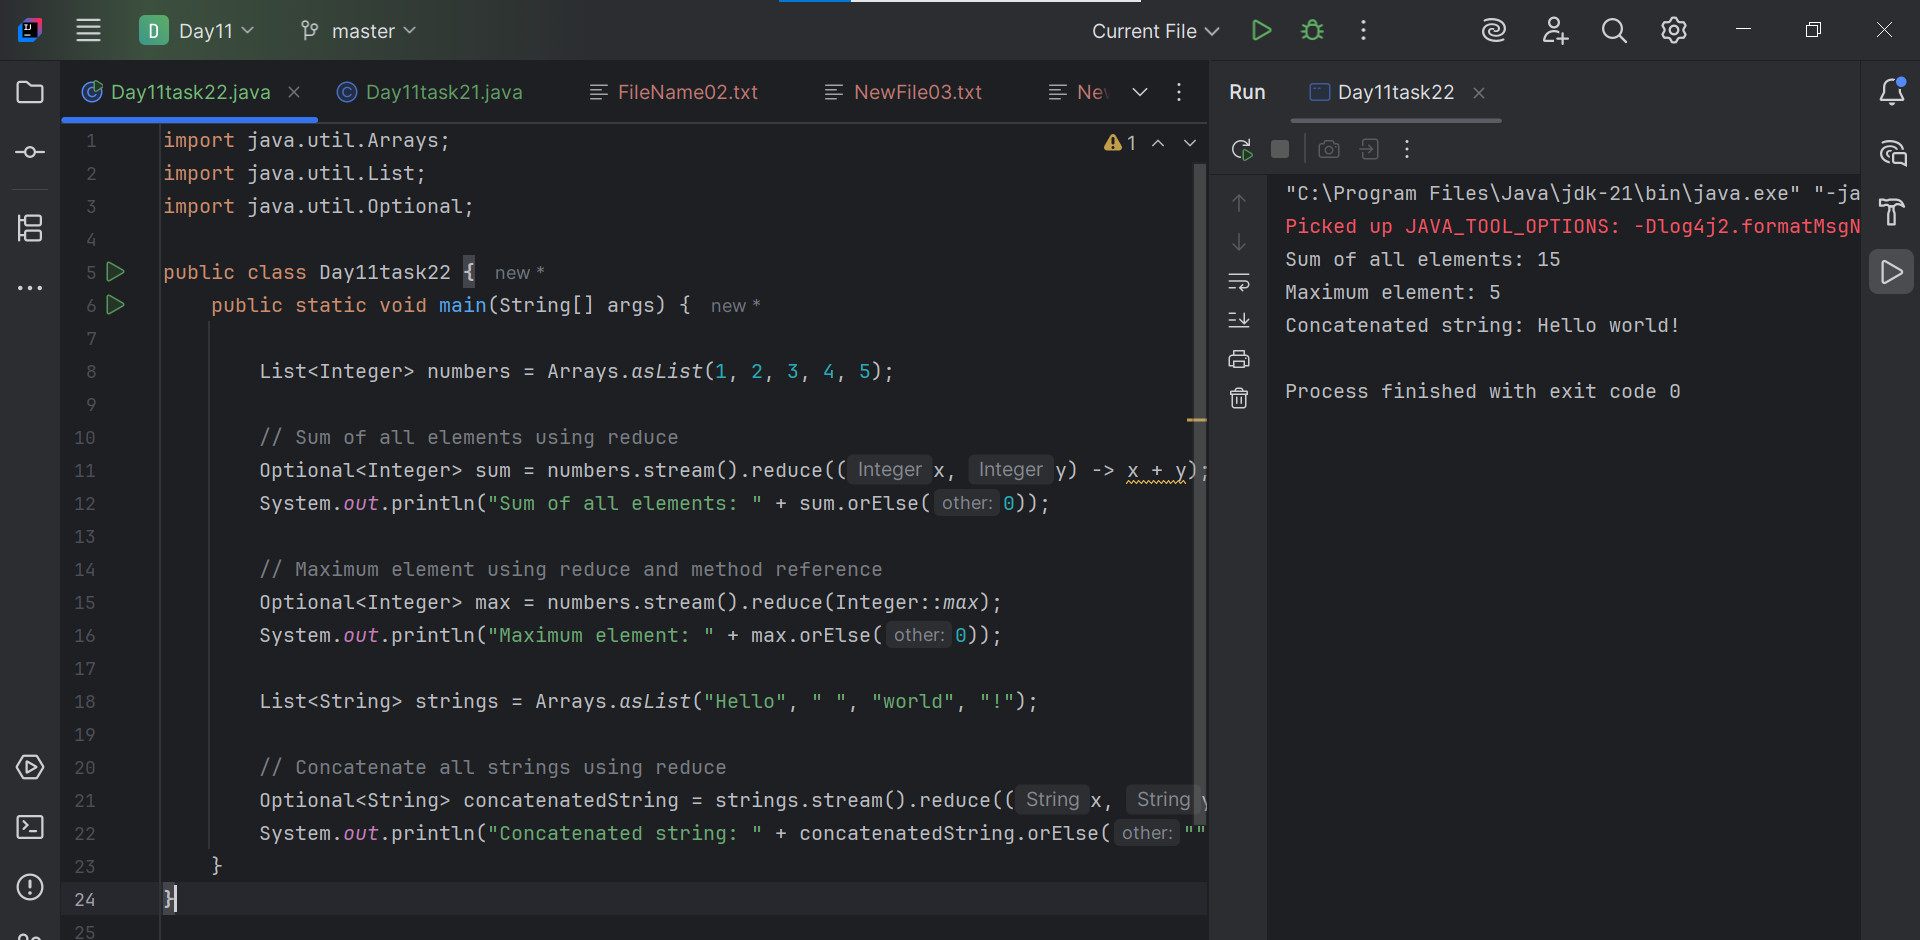 D Day11 master Current File
Day11task22.java Day11task21.java FileName02.txt NewFile03.txt Ne
Run Day11task22
1 import java.util.Arrays;
1
2 import java.util.List;
3 import java.util.Optional;
4
5 public class Day11task22 { new *
6 public static void main(String[] args) { new *
7
8 List<Integer> numbers = Arrays.asList(1, 2, 3, 4, 5);
9
10 // Sum of all elements using reduce
11 Optional<Integer> sum = numbers.stream().reduce(( Integer x, Integer y) -> x + y);
12 System.out.println("Sum of all elements: " + sum.orElse( other: 0));
13
14 // Maximum element using reduce and method reference
15 Optional<Integer> max = numbers.stream().reduce(Integer::max);
16 System.out.println("Maximum element: " + max.orElse( other: 0));
17
18 List<String> strings = Arrays.asList("Hello", " ", "world", "!");
19
20 // Concatenate all strings using reduce
21 Optional<String> concatenatedString = strings.stream().reduce(( String x, String y
22 System.out.println("Concatenated string: " + concatenatedString.orElse( other: ""
23 }
24 }
25
"C:\Program Files\Java\jdk-21\bin\java.exe" "-ja
Picked up JAVA_TOOL_OPTIONS: -Dlog4j2.formatMsgN
Sum of all elements: 15
Maximum element: 5
Concatenated string: Hello world!
Process finished with exit code 0